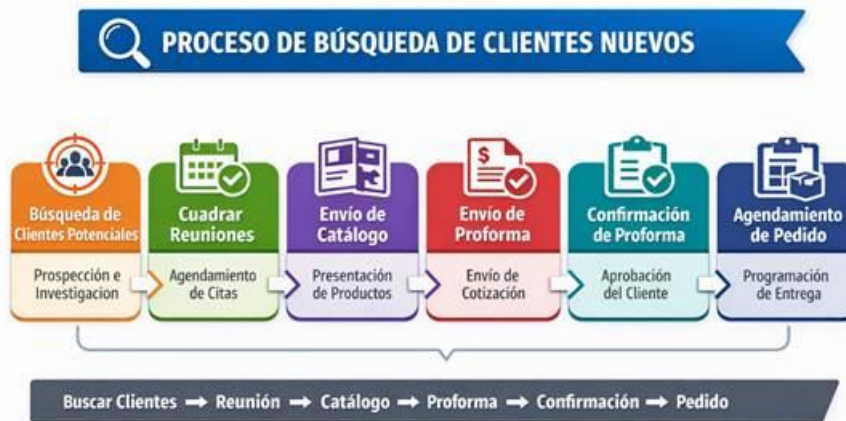 PROCESO DE BÚSQUEDA DE CLIENTES NUEVOS
$
Búsqueda de
Clientes Potenciales
Prospección e
Investigacion
Cuadrar
Reuniones
Agendamiento
de Citas
Envío de
Catálogo
Presentación
de Productos
Envío de
Proforma
Envío de
Cotización
Confirmación
de Proforma
Aprobación
del Cliente
Agendamiento
de Pedido
Programación
de Entrega
Buscar Clientes → Reunión → Catálogo → Proforma → Confirmación → Pedido